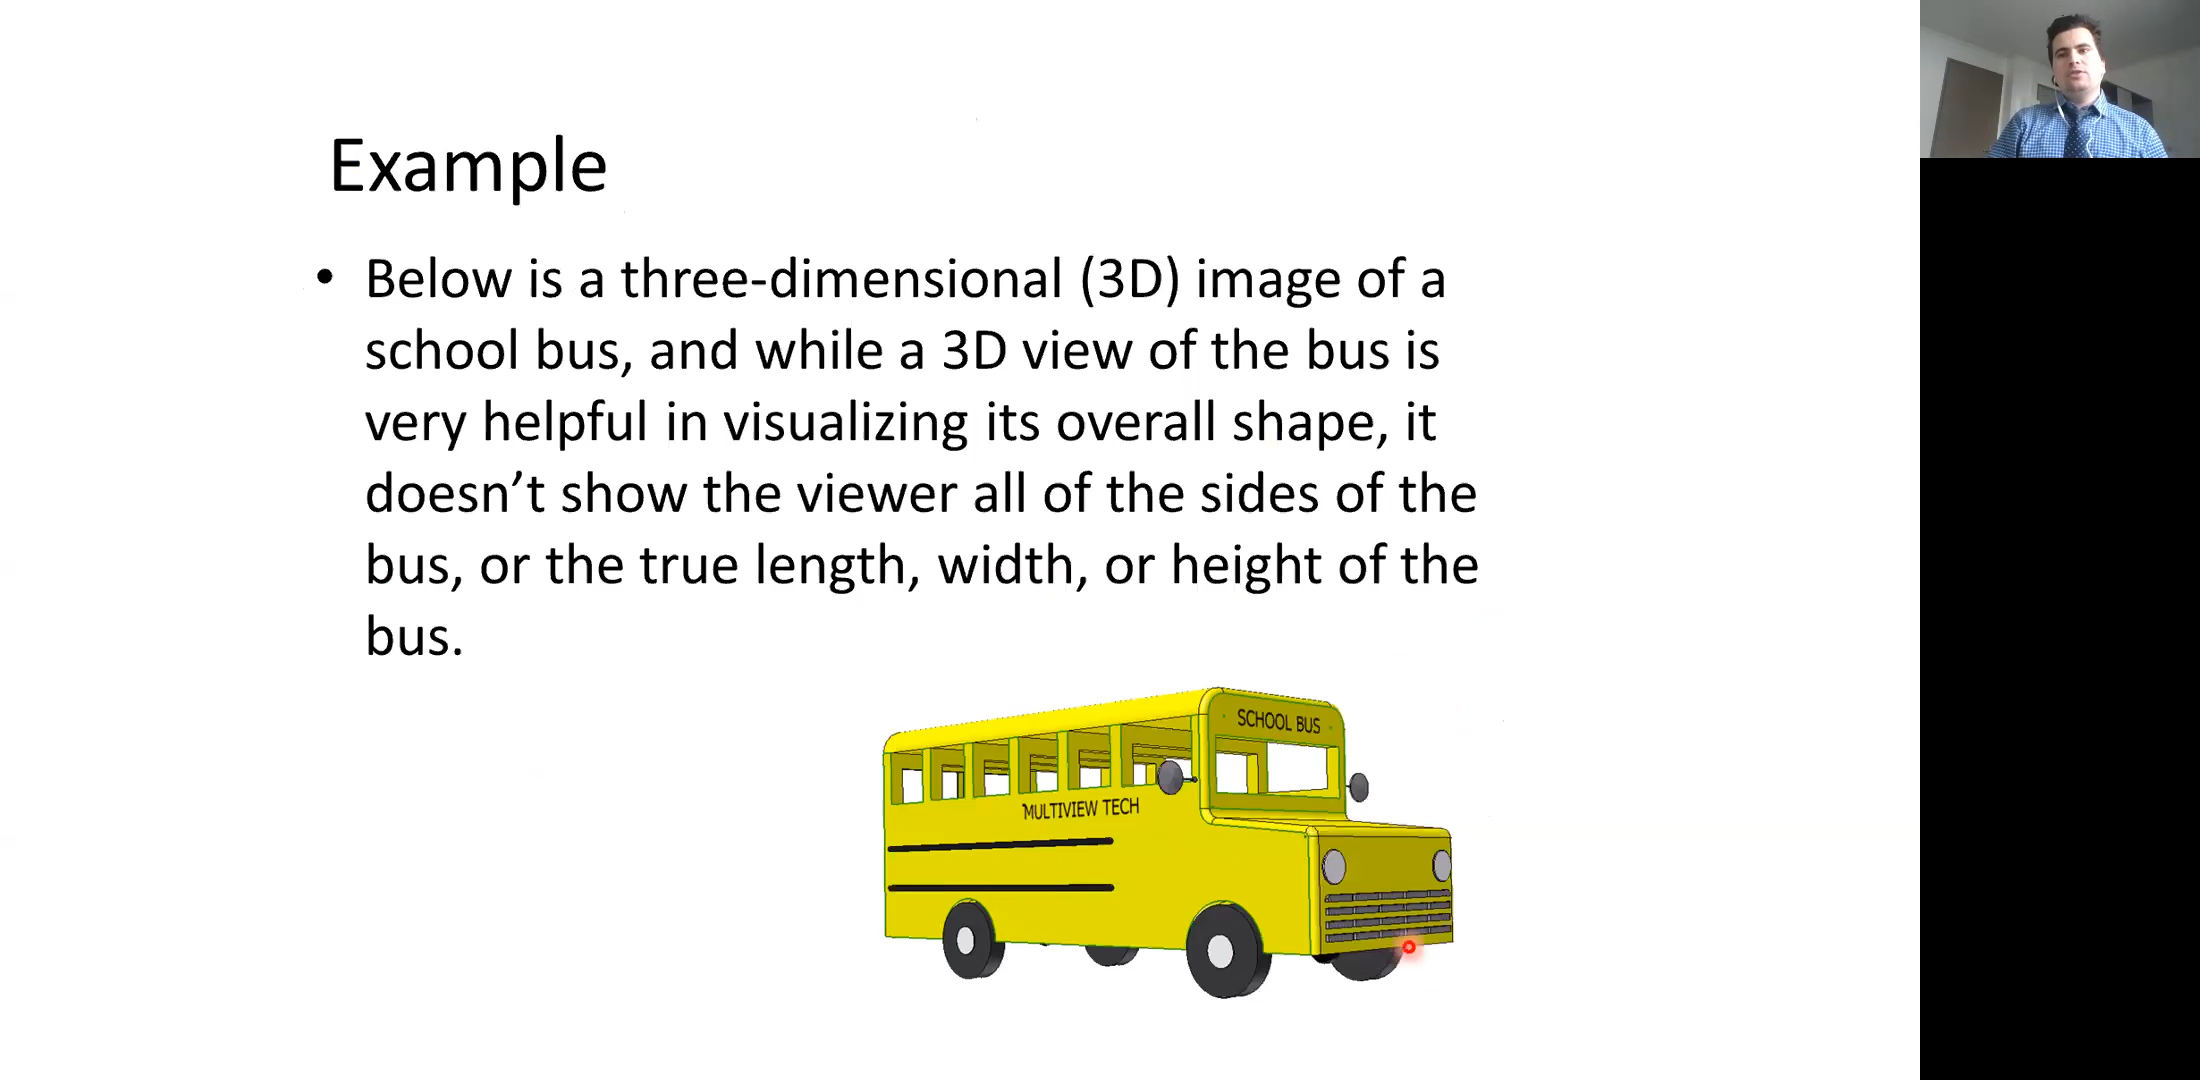 Example
• Below is a three-dimensional (3D) image of a
school bus, and while a 3D view of the bus is
very helpful in visualizing its overall shape, it
doesn’t show the viewer all of the sides of the
bus, or the true length, width, or height of the
bus.
SCHOOL BUS
MULTIVIEW TECH